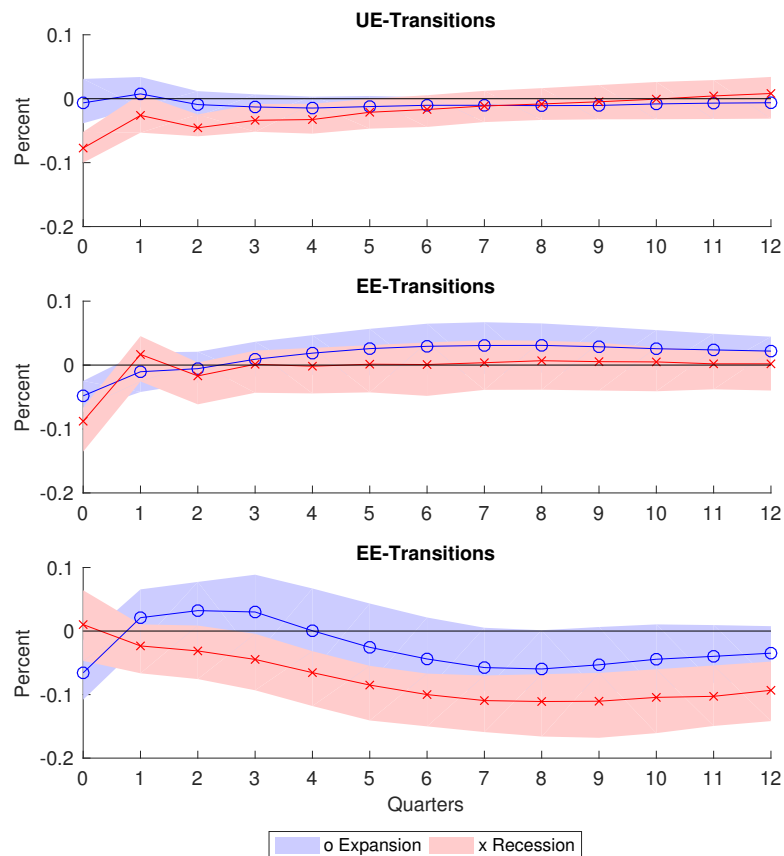 UE-Transitions
0.1
0
-0.1
-0.2
Percent
0 1 2 3 4 5 6 7 8 9 10 11 12
EE-Transitions
0.1
0
-0.1
-0.2
Percent
0 1 2 3 4 5 6 7 8 9 10 11 12
EE-Transitions
0.1
0
-0.1
-0.2
Percent
0 1 2 3 4 5 6 7 8 9 10 11 12
Quarters
o Expansion x Recession